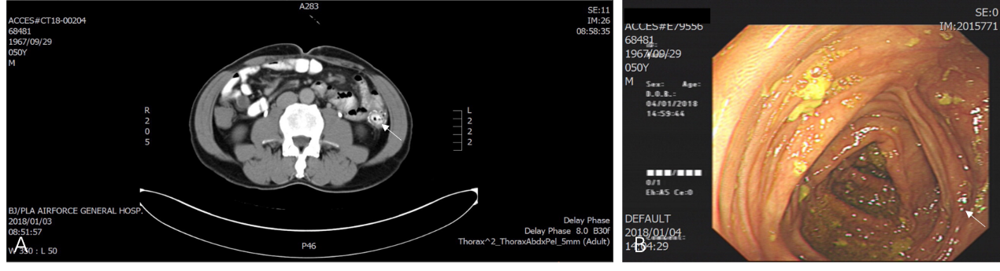 A283
ACCES#CT18-00204
68481
1967/09/29
050Y
M
SE:11
IM:26
08:58:35
R
2
0
5
L
2
2
2
BJ/PLA AIRFORCE GENERAL HOSP.
2018/01/03
08:51:57
W 350 : L 50
A
P46
Delay Phase
Delay Phase 8.0 B30f
Thorax^2_ThoraxAbdxPel_5mm (Adult)
ACCES#E79556
68481
1967/09/29
050Y
M
SE:0
IM:2015771
Sex: Age:
D.O.B.:
04/01/2018
14:59:44
0/1
Eh:A5 Ce:0
DEFAULT
2018/01/04
14:04:29
B